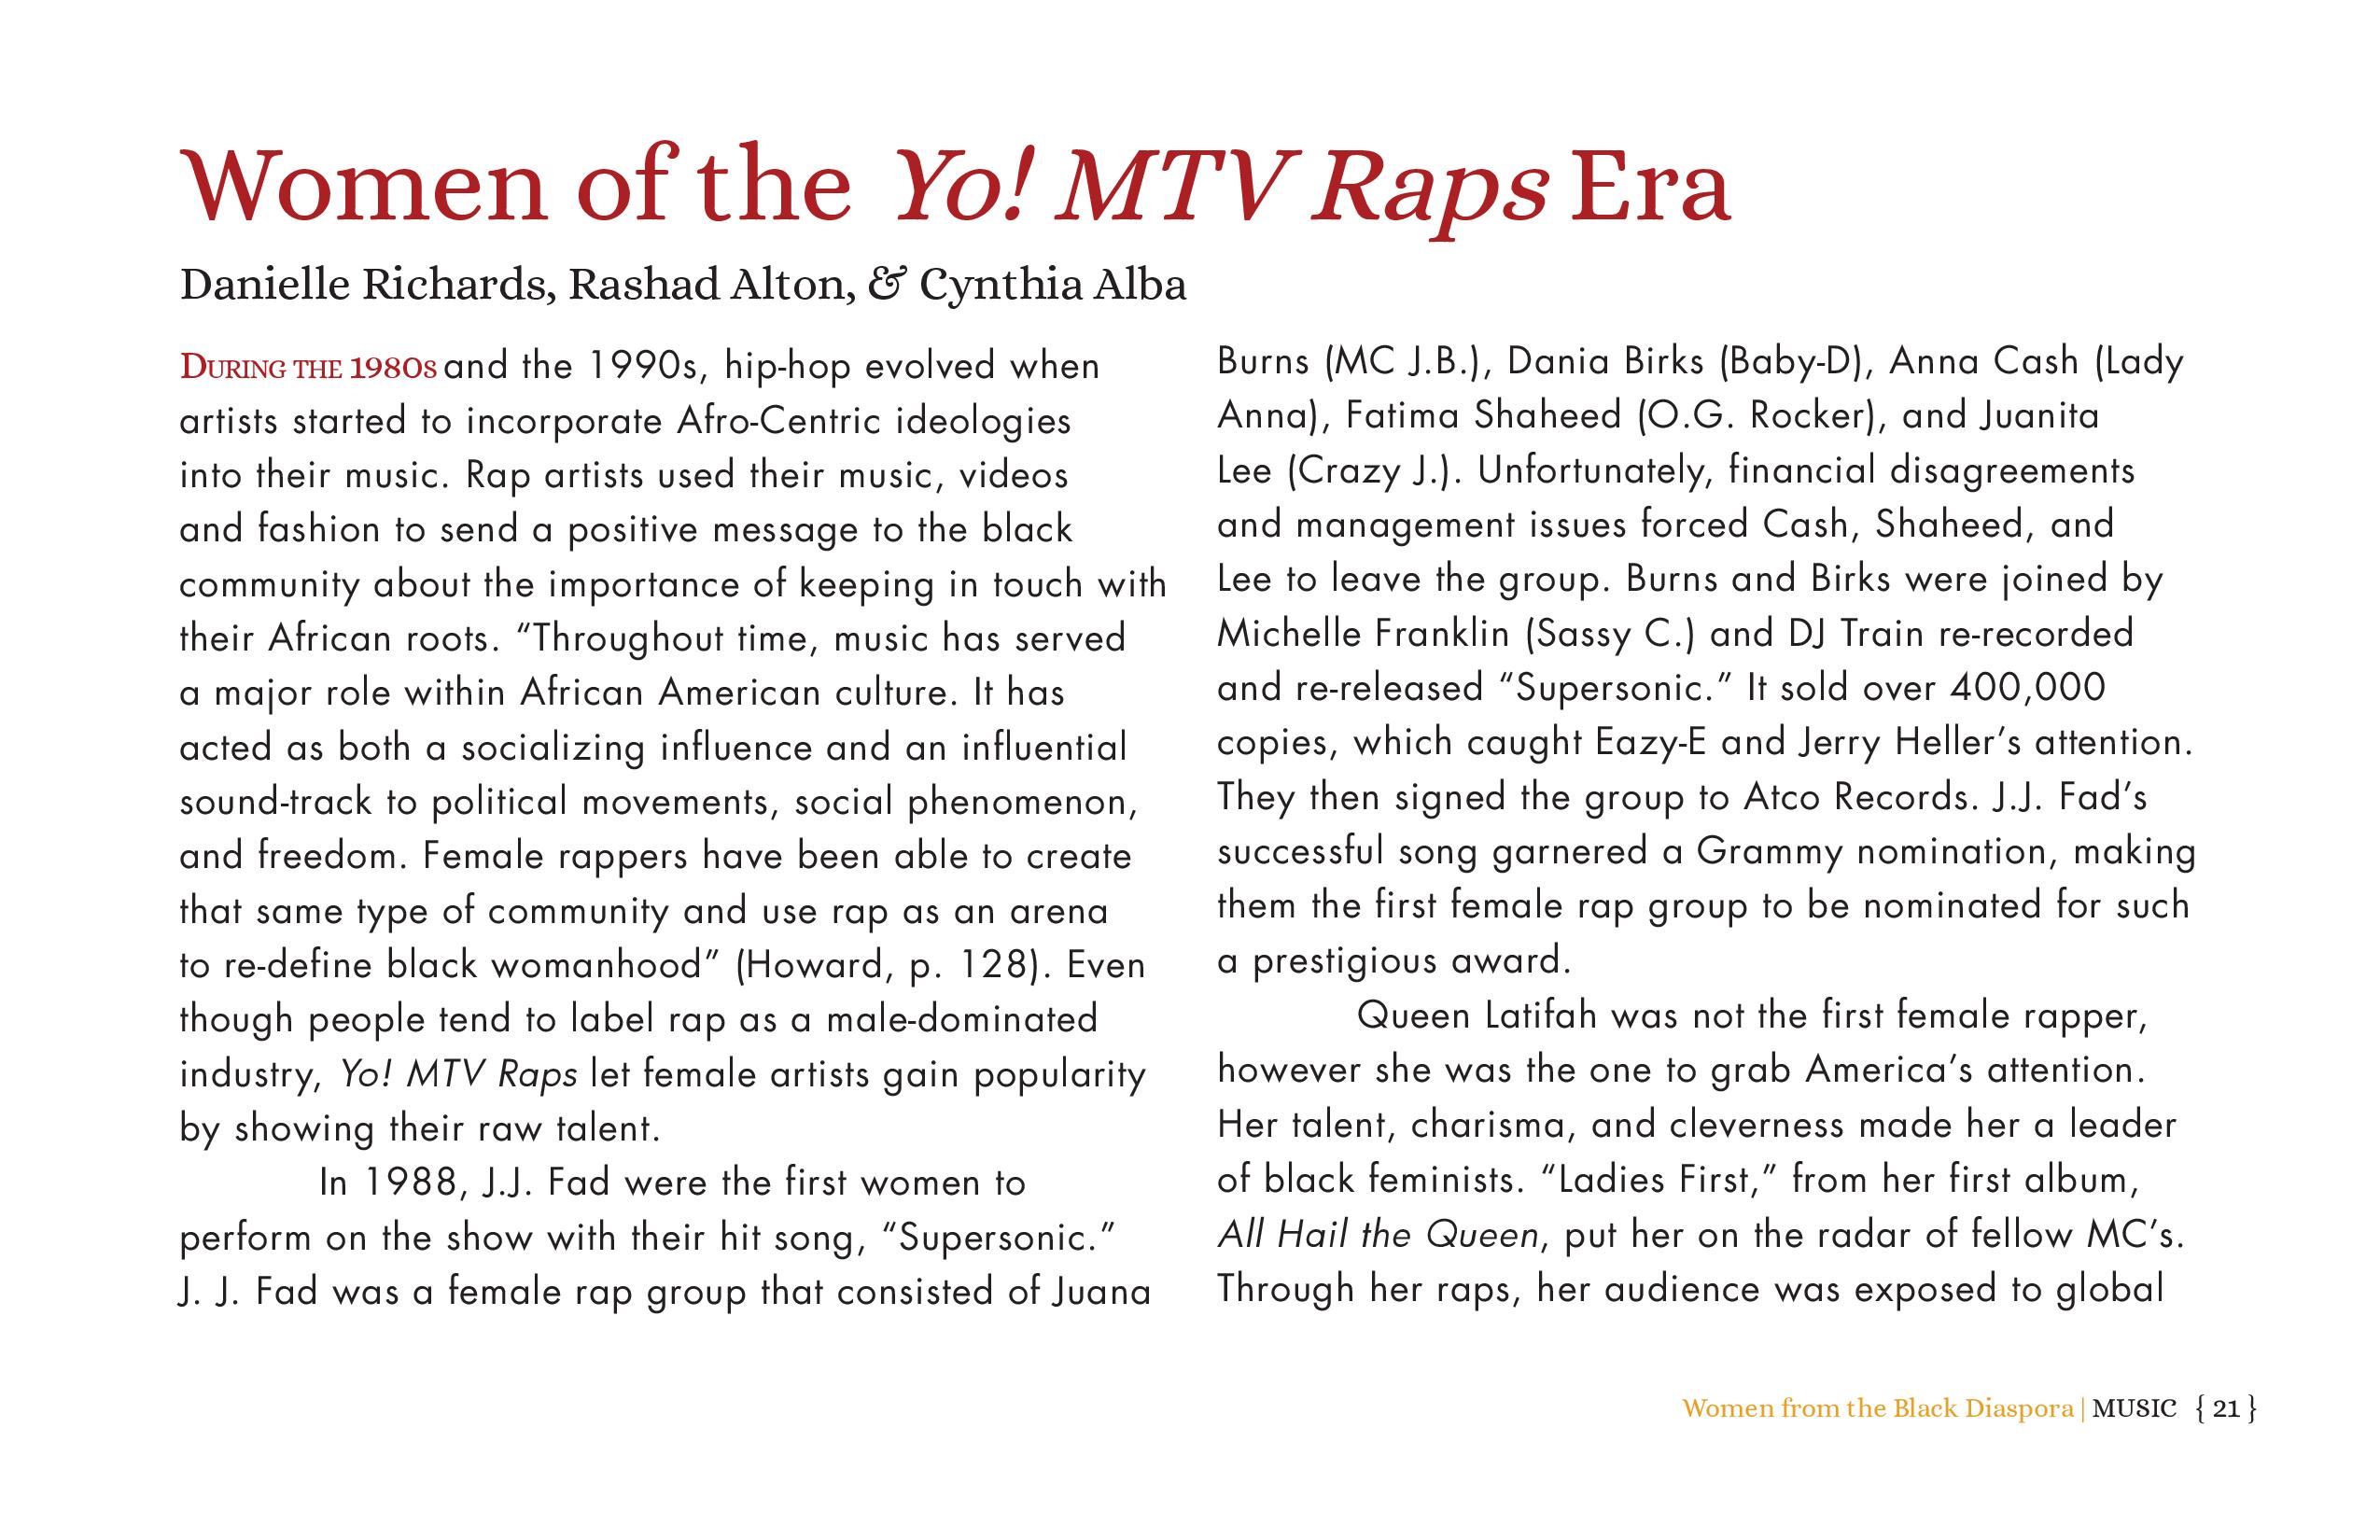 Women of the Yo! MTV Raps Era
Danielle Richards, Rashad Alton, & Cynthia Alba
During the 1980s and the 1990s, hip-hop evolved when
artists started to incorporate Afro-Centric ideologies
into their music. Rap artists used their music, videos
and fashion to send a positive message to the black
community about the importance of keeping in touch with
their African roots. “Throughout time, music has served
a major role within African American culture. It has
acted as both a socializing influence and an influential
sound-track to political movements, social phenomenon,
and freedom. Female rappers have been able to create
that same type of community and use rap as an arena
to re-define black womanhood” (Howard, p. 128). Even
though people tend to label rap as a male-dominated
industry, Yo! MTV Raps let female artists gain popularity
by showing their raw talent.
In 1988, J.J. Fad were the first women to
perform on the show with their hit song, “Supersonic.”
J. J. Fad was a female rap group that consisted of Juana
Burns (MC J.B.), Dania Birks (Baby-D), Anna Cash (Lady
Anna), Fatima Shaheed (O.G. Rocker), and Juanita
Lee (Crazy J.). Unfortunately, financial disagreements
and management issues forced Cash, Shaheed, and
Lee to leave the group. Burns and Birks were joined by
Michelle Franklin (Sassy C.) and DJ Train re-recorded
and re-released “Supersonic.” It sold over 400,000
copies, which caught Eazy-E and Jerry Heller’s attention.
They then signed the group to Atco Records. J.J. Fad’s
successful song garnered a Grammy nomination, making
them the first female rap group to be nominated for such
a prestigious award.
Queen Latifah was not the first female rapper,
however she was the one to grab America’s attention.
Her talent, charisma, and cleverness made her a leader
of black feminists. “Ladies First,” from her first album,
All Hail the Queen, put her on the radar of fellow MC’s.
Through her raps, her audience was exposed to global
Women from the Black Diaspora | MUSIC { 21 }